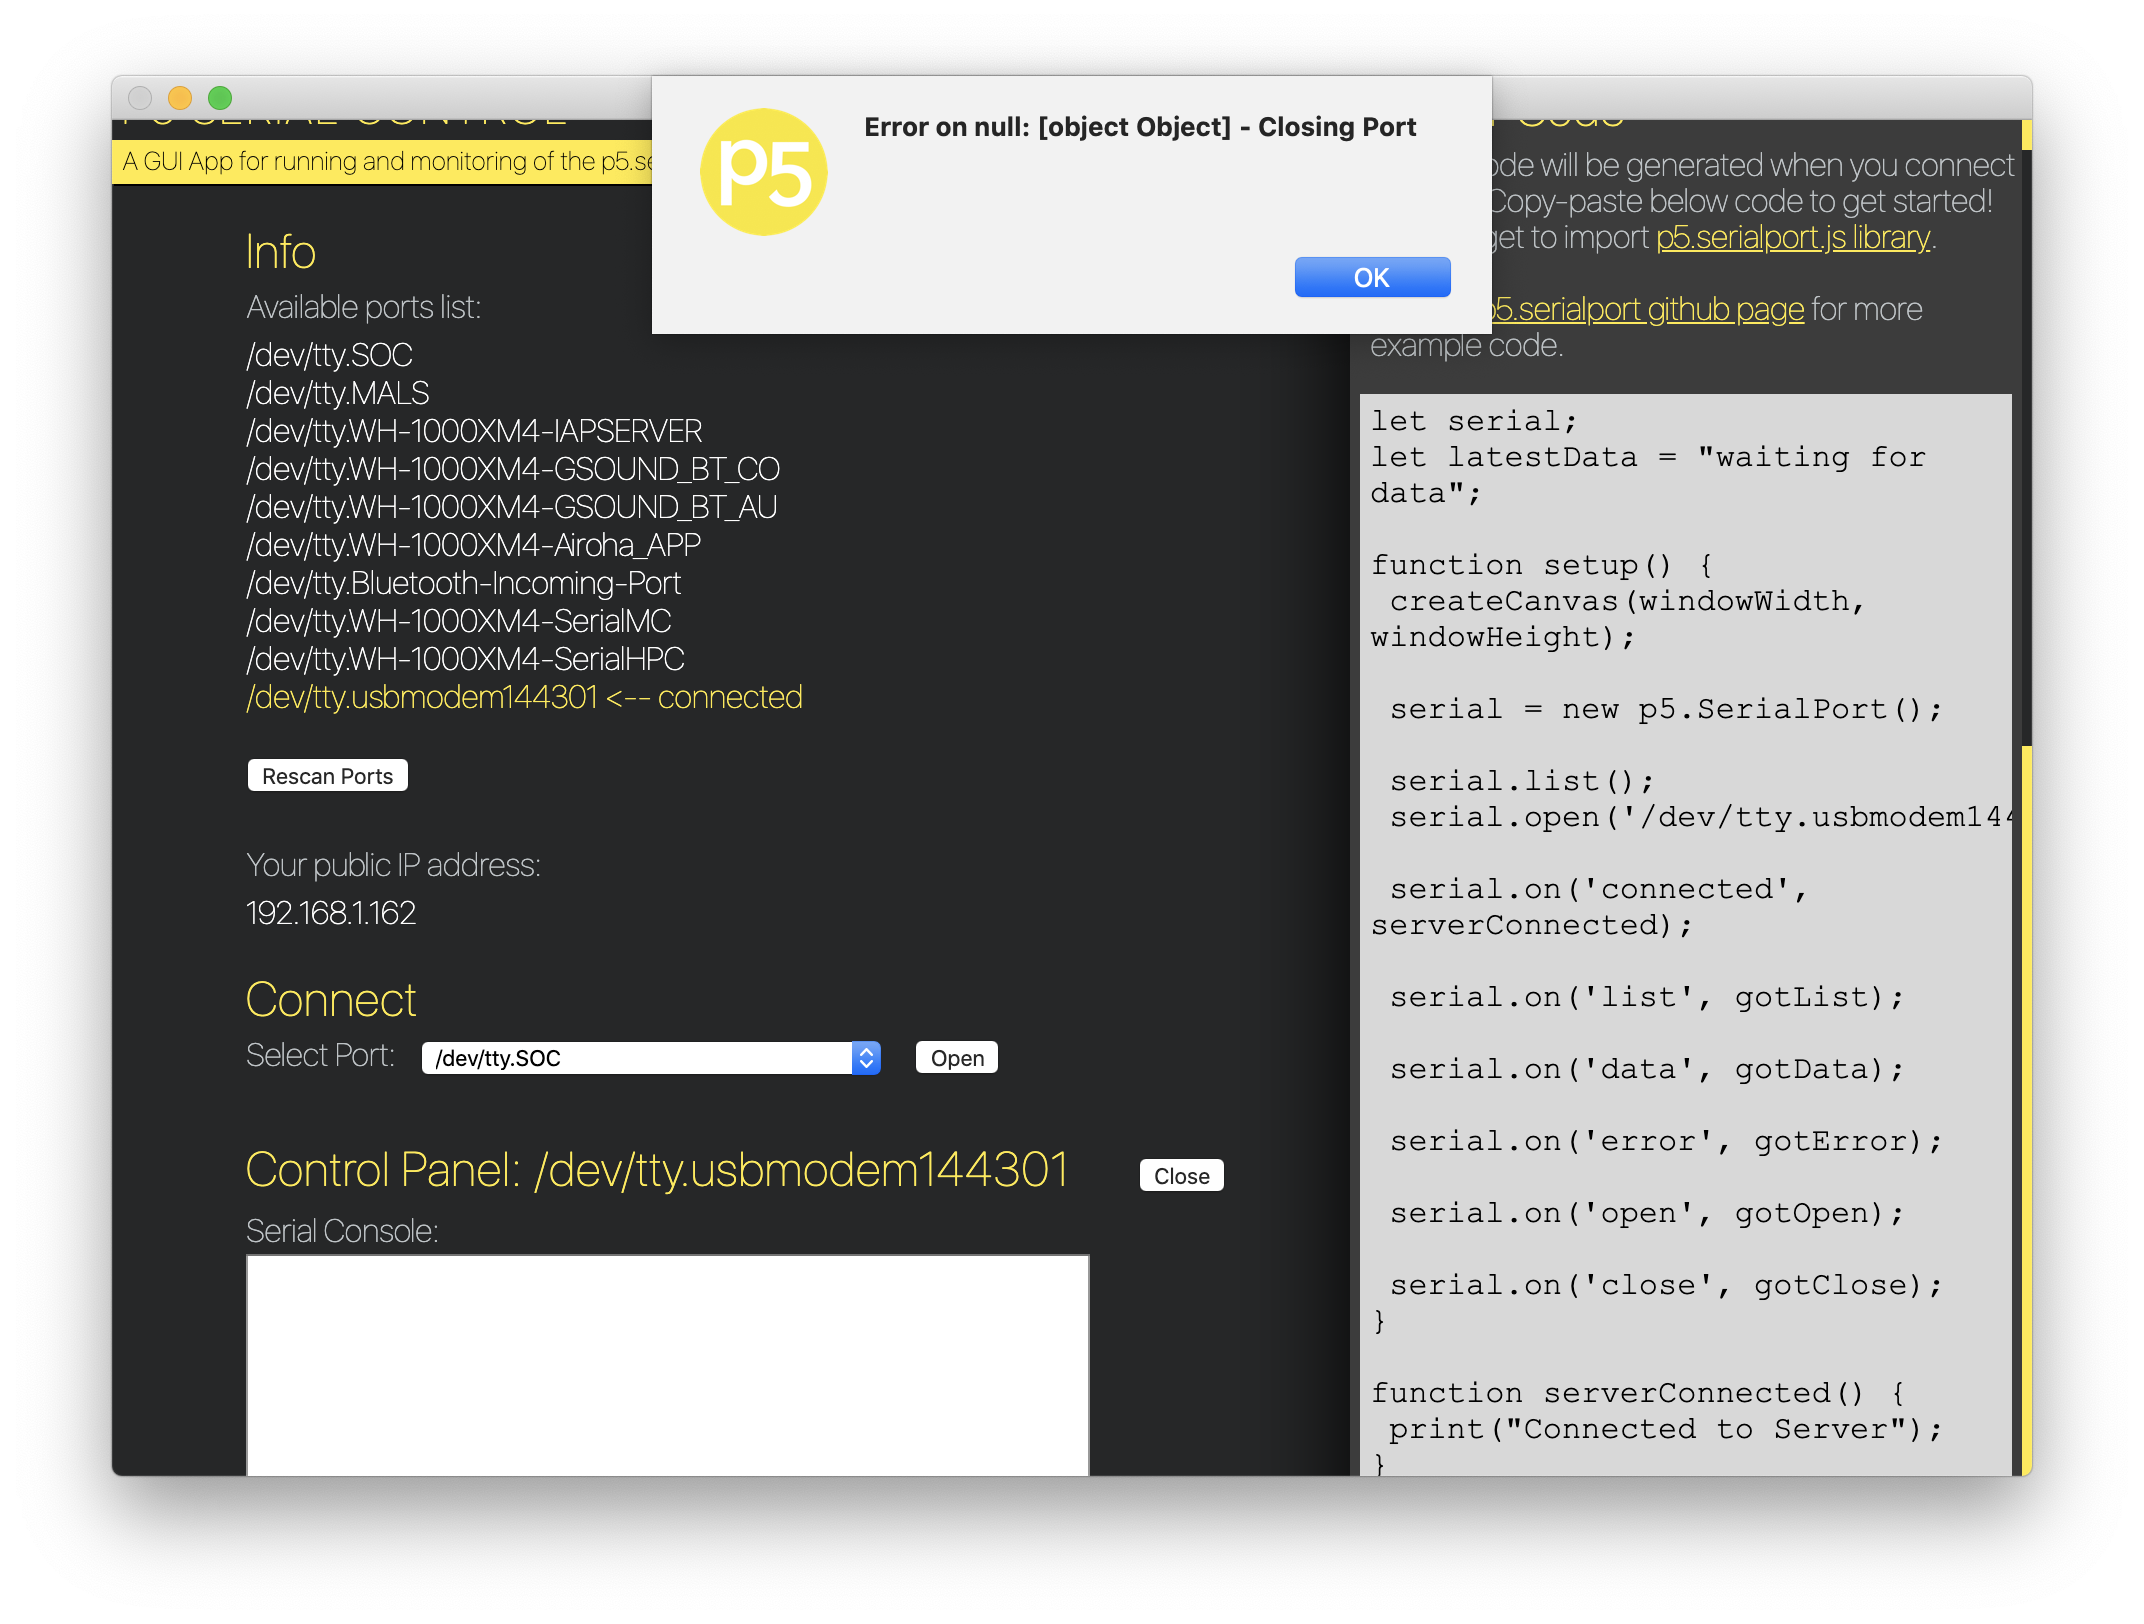 Error on null: [object Object] - Closing Port
p5
OK
P5 SERIAL CONTROL
A GUI App for running and monitoring of the p5.se
Info
Available ports list:
/dev/tty.SOC
/dev/tty.MALS
/dev/tty.WH-1000XM4-IAPSERVER
/dev/tty.WH-1000XM4-GSOUND_BT_CO
/dev/tty.WH-1000XM4-GSOUND_BT_AU
/dev/tty.WH-1000XM4-Airoha_APP
/dev/tty.Bluetooth-Incoming-Port
/dev/tty.WH-1000XM4-SerialMC
/dev/tty.WH-1000XM4-SerialHPC
/dev/tty.usbmodem144301 <-- connected
Rescan Ports
Your public IP address:
192.168.1.162
Connect
Select Port: /dev/tty.SOC Open
Control Panel: /dev/tty.usbmodem144301 Close
Serial Console:
Code
ode will be generated when you connect
Copy-paste below code to get started!
get to import p5.serialport.js library.
p5.serialport github page for more
example code.
let serial;
let latestData = "waiting for
data";
function setup() {
createCanvas(windowWidth,
windowHeight);
serial = new p5.SerialPort();
serial.list();
serial.open('/dev/tty.usbmodem144
serial.on('connected',
serverConnected);
serial.on('list', gotList);
serial.on('data', gotData);
serial.on('error', gotError);
serial.on('open', gotOpen);
serial.on('close', gotClose);
}
function serverConnected() {
print("Connected to Server");
}